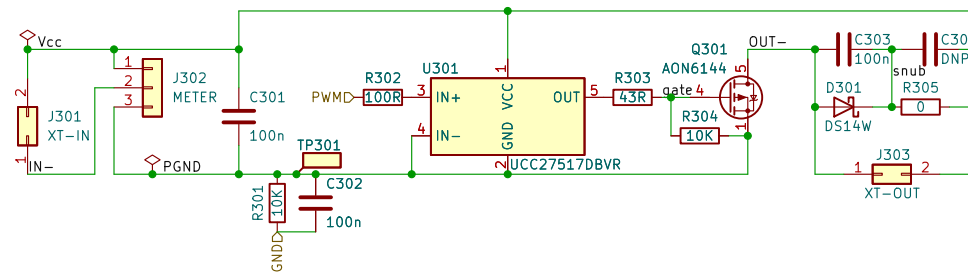 Vcc
1
2
3
J302
METER
2
J301
XT-IN
1
IN-
PGND
C301
100n
TP301
R301
10K
C302
100n
GND
PWM
R302
100R
U301
3
IN+
4
IN-
1
VCC
GND
2
OUT
5
UCC27517DBVR
R303
43R
gate
4
R304
10K
Q301
AON6144
5
1
OUT-
C303
100n
snub
D301
DS14W
C30
DNP
R305
0
J303
1
2
XT-OUT